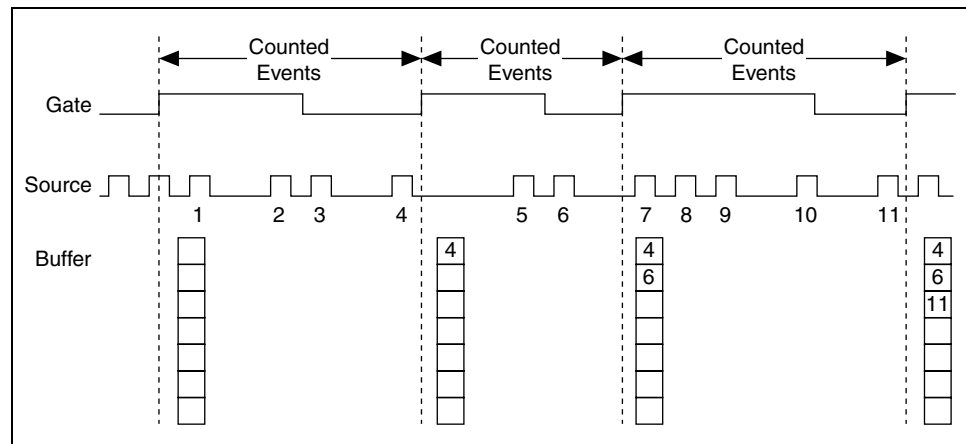 Counted Events Counted Events Counted Events
Gate
Source
1 2 3 4 5 6 7 8 9 10 11
Buffer
4 4 4
6 6
11